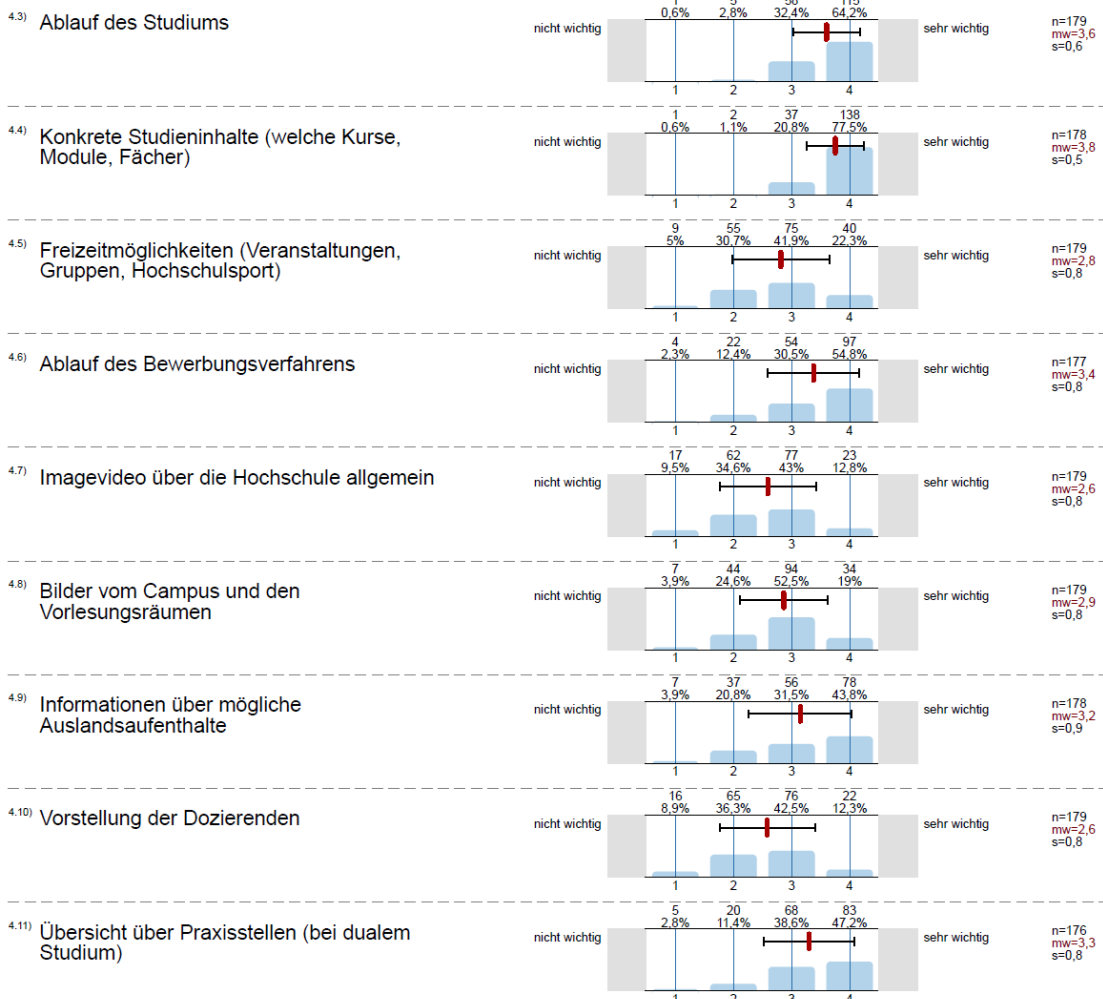 1 5 58 115
0,6% 2,8% 32,4% 64,2%
4.3) Ablauf des Studiums
nicht wichtig
sehr wichtig
n=179
mw=3,6
s=0,6
1 2 3 4
1 2 37 138
0,6% 1,1% 20,8% 77,5%
4.4) Konkrete Studieninhalte (welche Kurse,
Module, Fächer)
nicht wichtig
sehr wichtig
n=178
mw=3,8
s=0,5
1 2 3 4
9 55 75 40
5% 30,7% 41,9% 22,3%
4.5) Freizeitmöglichkeiten (Veranstaltungen,
Gruppen, Hochschulsport)
nicht wichtig
sehr wichtig
n=179
mw=2,8
s=0,8
1 2 3 4
4 22 54 97
2,3% 12,4% 30,5% 54,8%
4.6) Ablauf des Bewerbungsverfahrens
nicht wichtig
sehr wichtig
n=177
mw=3,4
s=0,8
1 2 3 4
17 62 77 23
9,5% 34,6% 43% 12,8%
4.7) Imagevideo über die Hochschule allgemein
nicht wichtig
sehr wichtig
n=179
mw=2,6
s=0,8
1 2 3 4
7 44 94 34
3,9% 24,6% 52,5% 19%
4.8) Bilder vom Campus und den
Vorlesungsräumen
nicht wichtig
sehr wichtig
n=179
mw=2,9
s=0,8
1 2 3 4
7 37 56 78
3,9% 20,8% 31,5% 43,8%
4.9) Informationen über mögliche
Auslandsaufenthalte
nicht wichtig
sehr wichtig
n=178
mw=3,2
s=0,9
1 2 3 4
16 65 76 22
8,9% 36,3% 42,5% 12,3%
4.10) Vorstellung der Dozierenden
nicht wichtig
sehr wichtig
n=179
mw=2,6
s=0,8
1 2 3 4
5 20 68 83
2,8% 11,4% 38,6% 47,2%
4.11) Übersicht über Praxisstellen (bei dualem
Studium)
nicht wichtig
sehr wichtig
n=176
mw=3,3
s=0,8
1 2 3 4